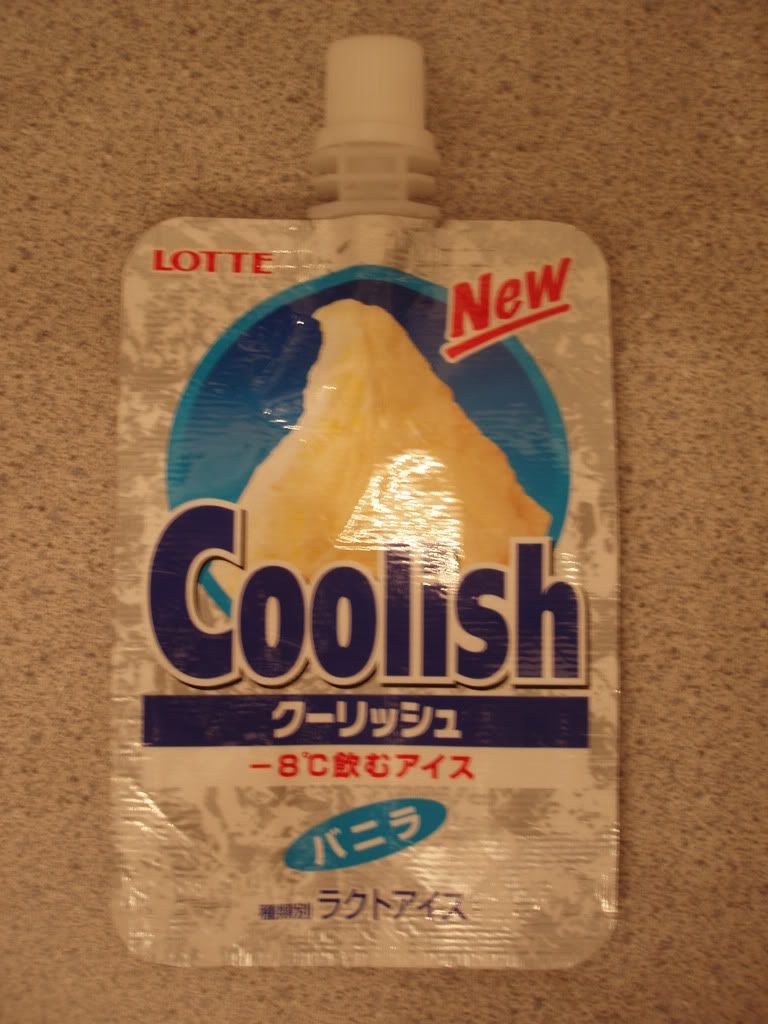 LOTTE
New
Coolish
クーリッシュ
−8℃飲むアイス
バニラ
種類別 ラクトアイス